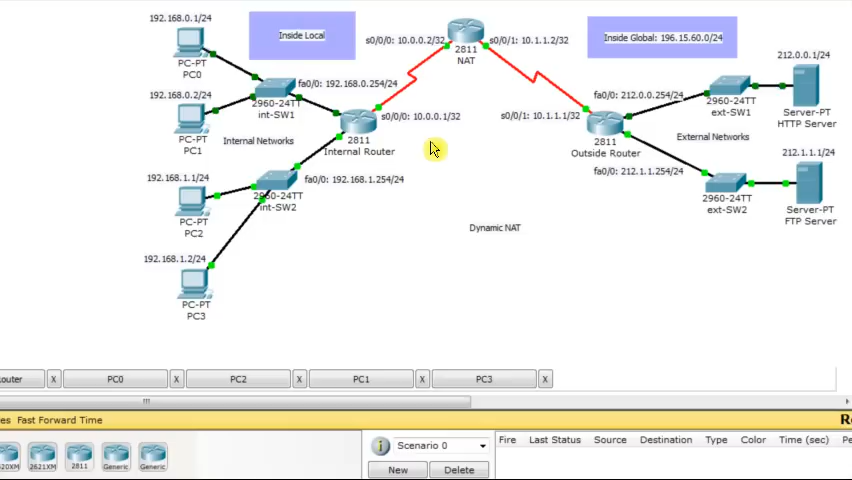 192.168.0.1/24
PC-PT
PC0
Inside Local
s0/0/0: 10.0.0.2/32
2811
NAT
s0/0/1: 10.1.1.2/32
Inside Global: 196.15.60.0/24
212.0.0.1/24
Server-PT
HTTP Server
fa0/0: 192.168.0.254/24
2960-24TT
int-SW1
192.168.0.2/24
PC-PT
PC1
Internal Networks
s0/0/0: 10.0.0.1/32
2811
Internal Router
s0/0/1: 10.1.1.1/32
fa0/0: 212.0.0.254/24
2960-24TT
ext-SW1
2811
Outside Router
External Networks
212.1.1.1/24
fa0/0: 212.1.1.254/24
2960-24TT
ext-SW2
Server-PT
FTP Server
192.168.1.1/24
PC-PT
PC2
fa0/0: 192.168.1.254/24
2960-24TT
int-SW2
Dynamic NAT
192.168.1.2/24
PC-PT
PC3
outer X PC0 X PC2 X PC1 X PC3 X
es Fast Forward Time
Re
20XM 2621XM 2811 Generic Generic
Scenario 0
New Delete
Fire Last Status Source Destination Type Color Time (sec) Pe